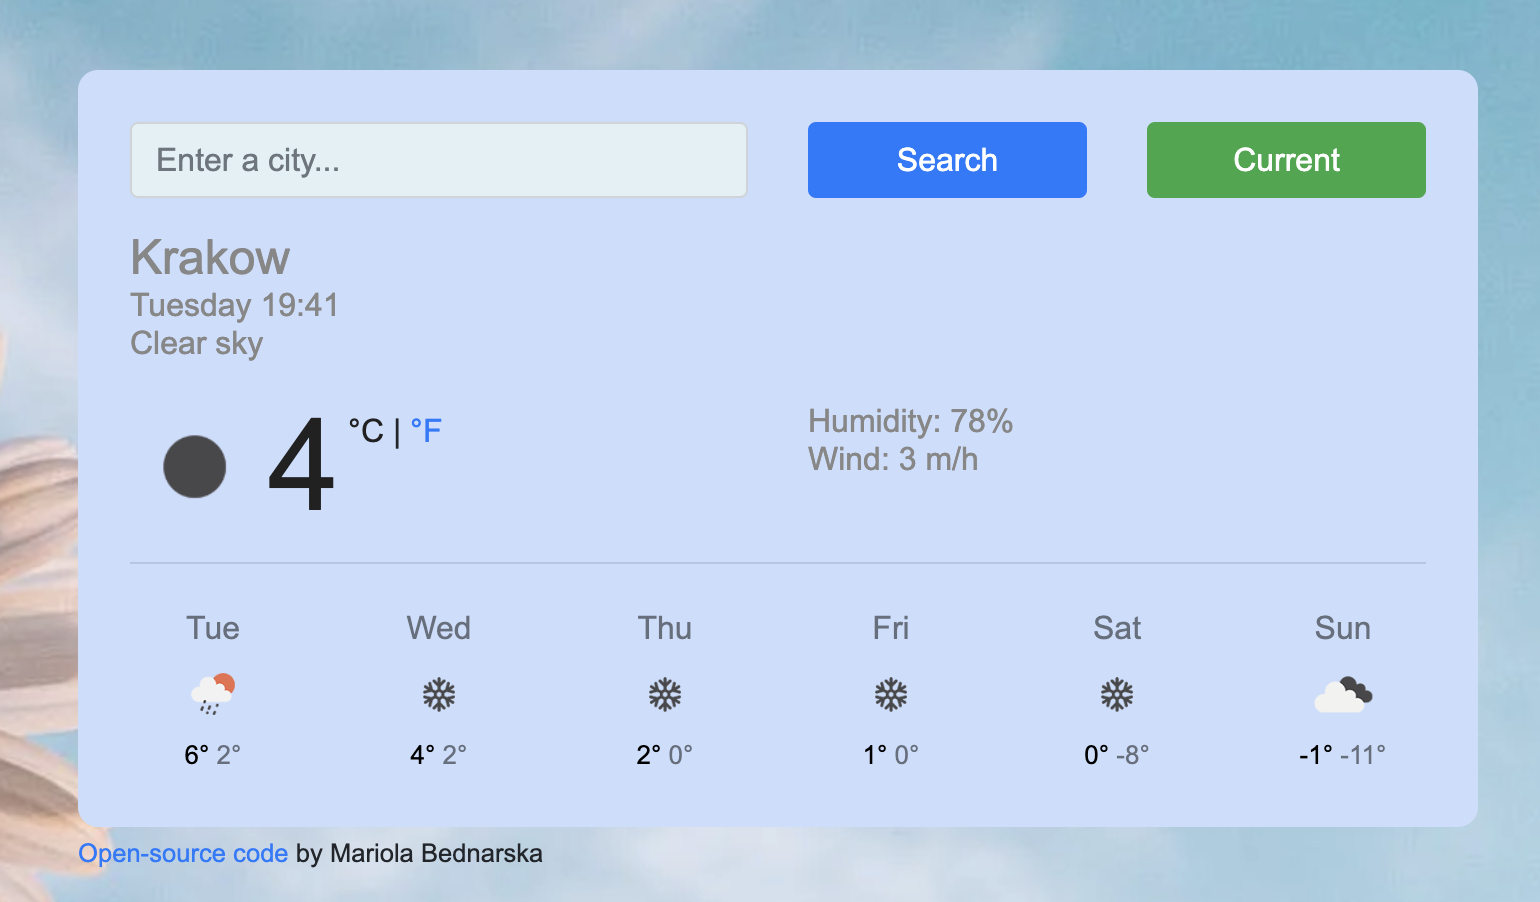 Enter a city...
Search
Current
Krakow
Tuesday 19:41
Clear sky
4 °C | °F
Humidity: 78%
Wind: 3 m/h
Tue Wed Thu Fri Sat Sun
6° 2° 4° 2° 2° 0° 1° 0° 0° -8° -1° -11°
Open-source code by Mariola Bednarska